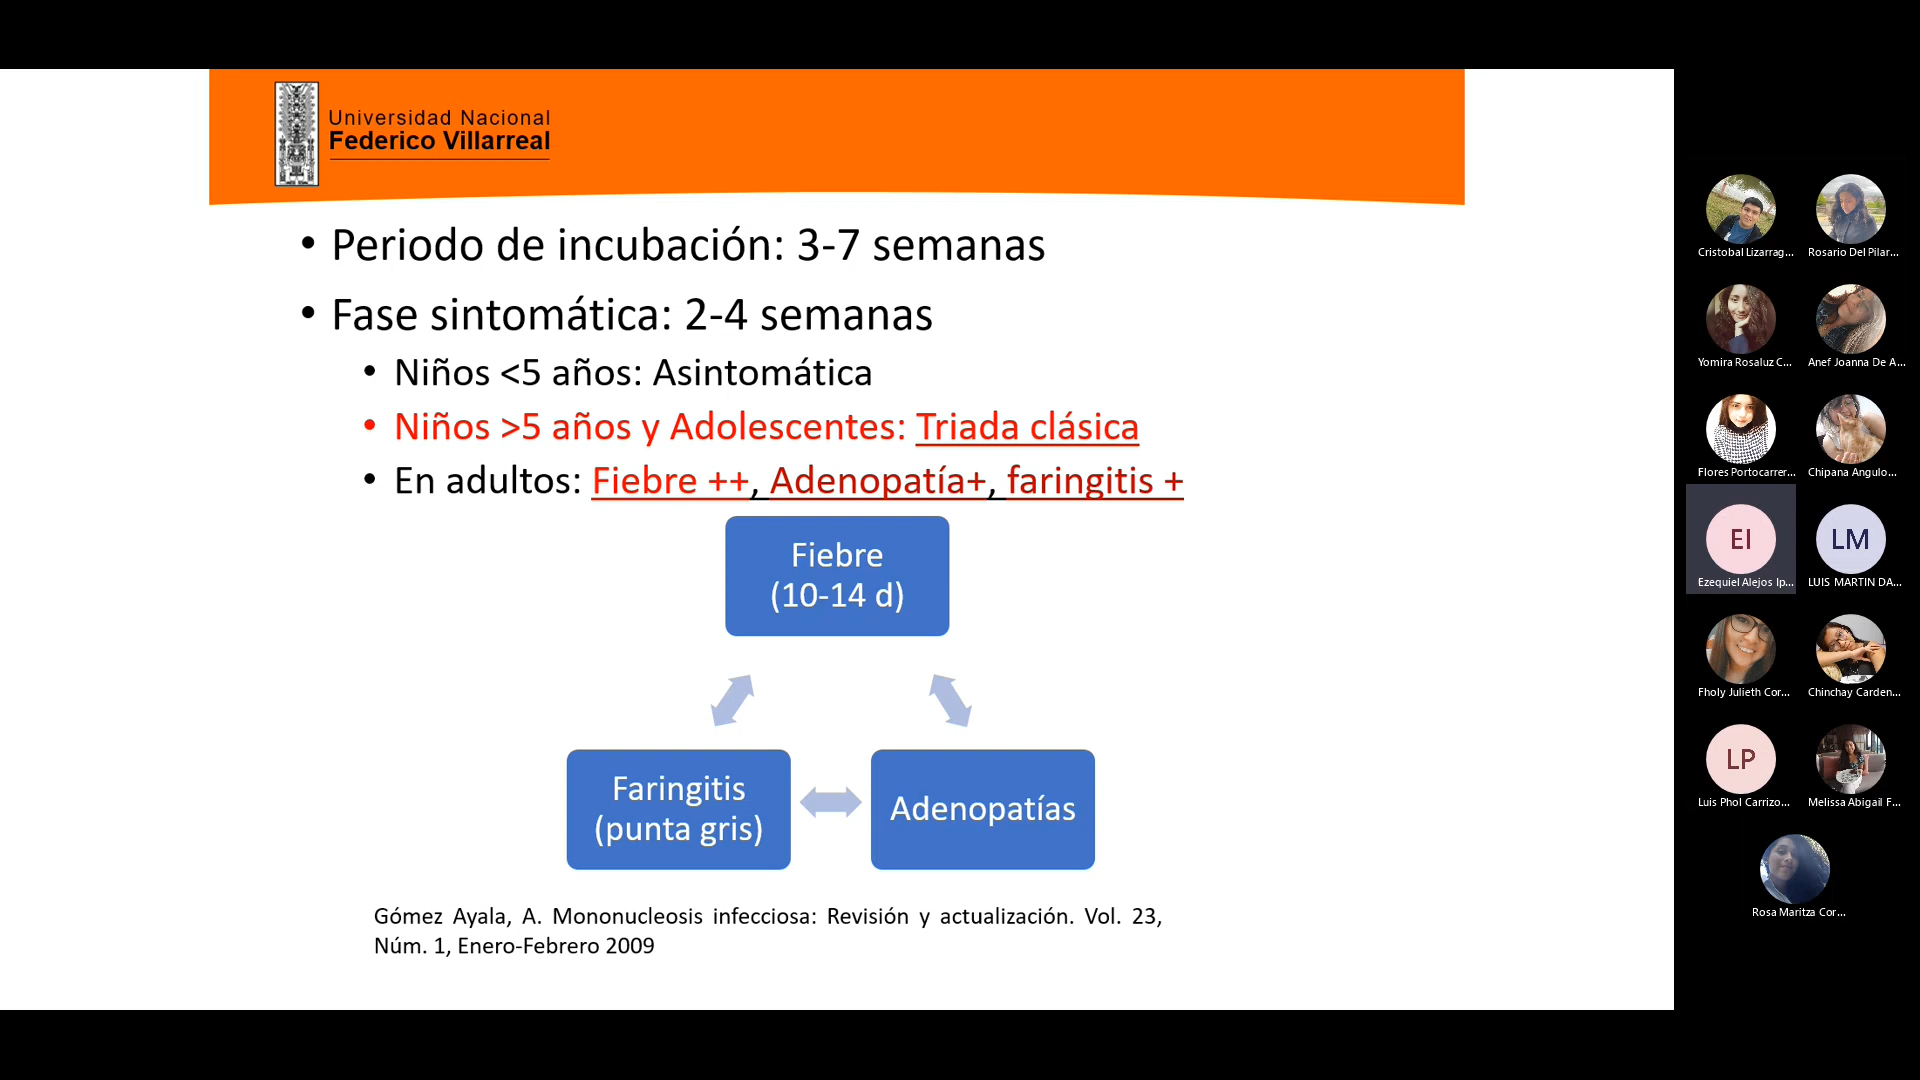 Universidad Nacional
Federico Villarreal
• Periodo de incubación: 3-7 semanas
• Fase sintomática: 2-4 semanas
• Niños <5 años: Asintomática
• Niños >5 años y Adolescentes: Triada clásica
• En adultos: Fiebre ++, Adenopatía+, faringitis +
Fiebre
(10-14 d)
Faringitis
(punta gris)
Adenopatías
Gómez Ayala, A. Mononucleosis infecciosa: Revisión y actualización. Vol. 23,
Núm. 1, Enero-Febrero 2009
Cristobal Lizarrag...
Rosario Del Pilar...
Yomira Rosaluz C...
Anef Joanna De A...
Flores Portocarrer...
Chipana Angulo...
EI
Ezequiel Alejos Ip...
LM
LUIS MARTIN DA...
Fholy Julieth Cor...
Chinchay Carden...
LP
Luis Phol Carrizo...
Melissa Abigail F...
Rosa Maritza Cor...